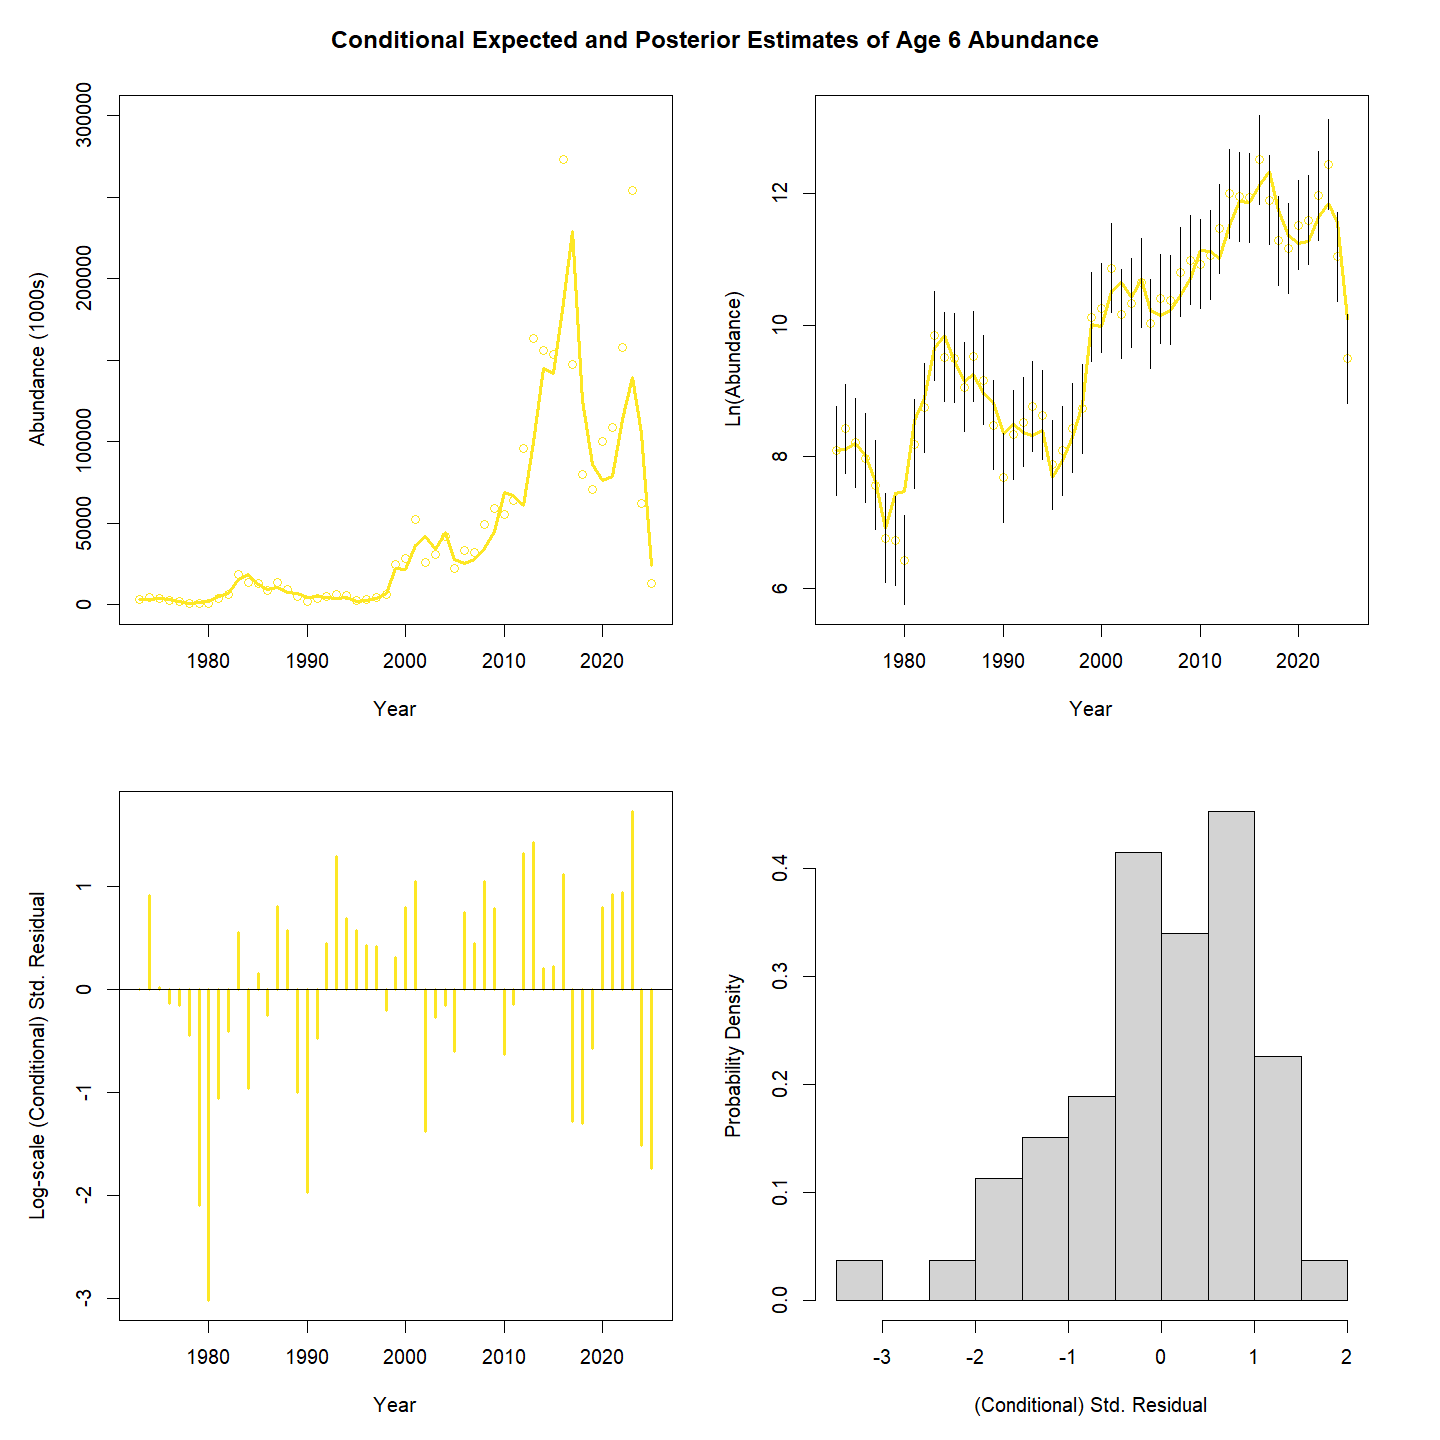 Conditional Expected and Posterior Estimates of Age 6 Abundance
Abundance (1000s)
300000
200000
100000
50000
0
1980 1990 2000 2010 2020
Year
Ln(Abundance)
12
10
8
6
1980 1990 2000 2010 2020
Year
Log-scale (Conditional) Std. Residual
1
0
-1
-2
-3
1980 1990 2000 2010 2020
Year
Probability Density
0.4
0.3
0.2
0.1
0.0
-3 -2 -1 0 1 2
(Conditional) Std. Residual